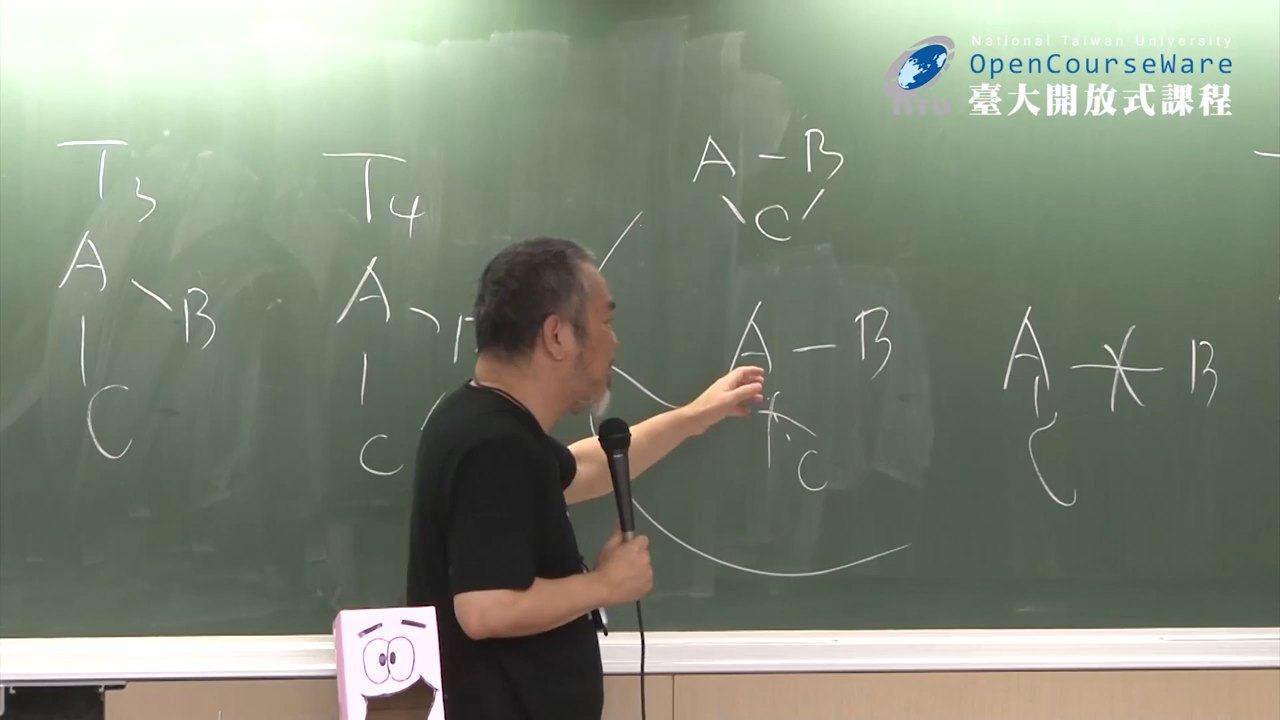 National Taiwan University
OpenCourseWare
臺大開放式課程
NTU
T3
A
B
C
T4
A
C
A - B
C
A - B
C
A B
C